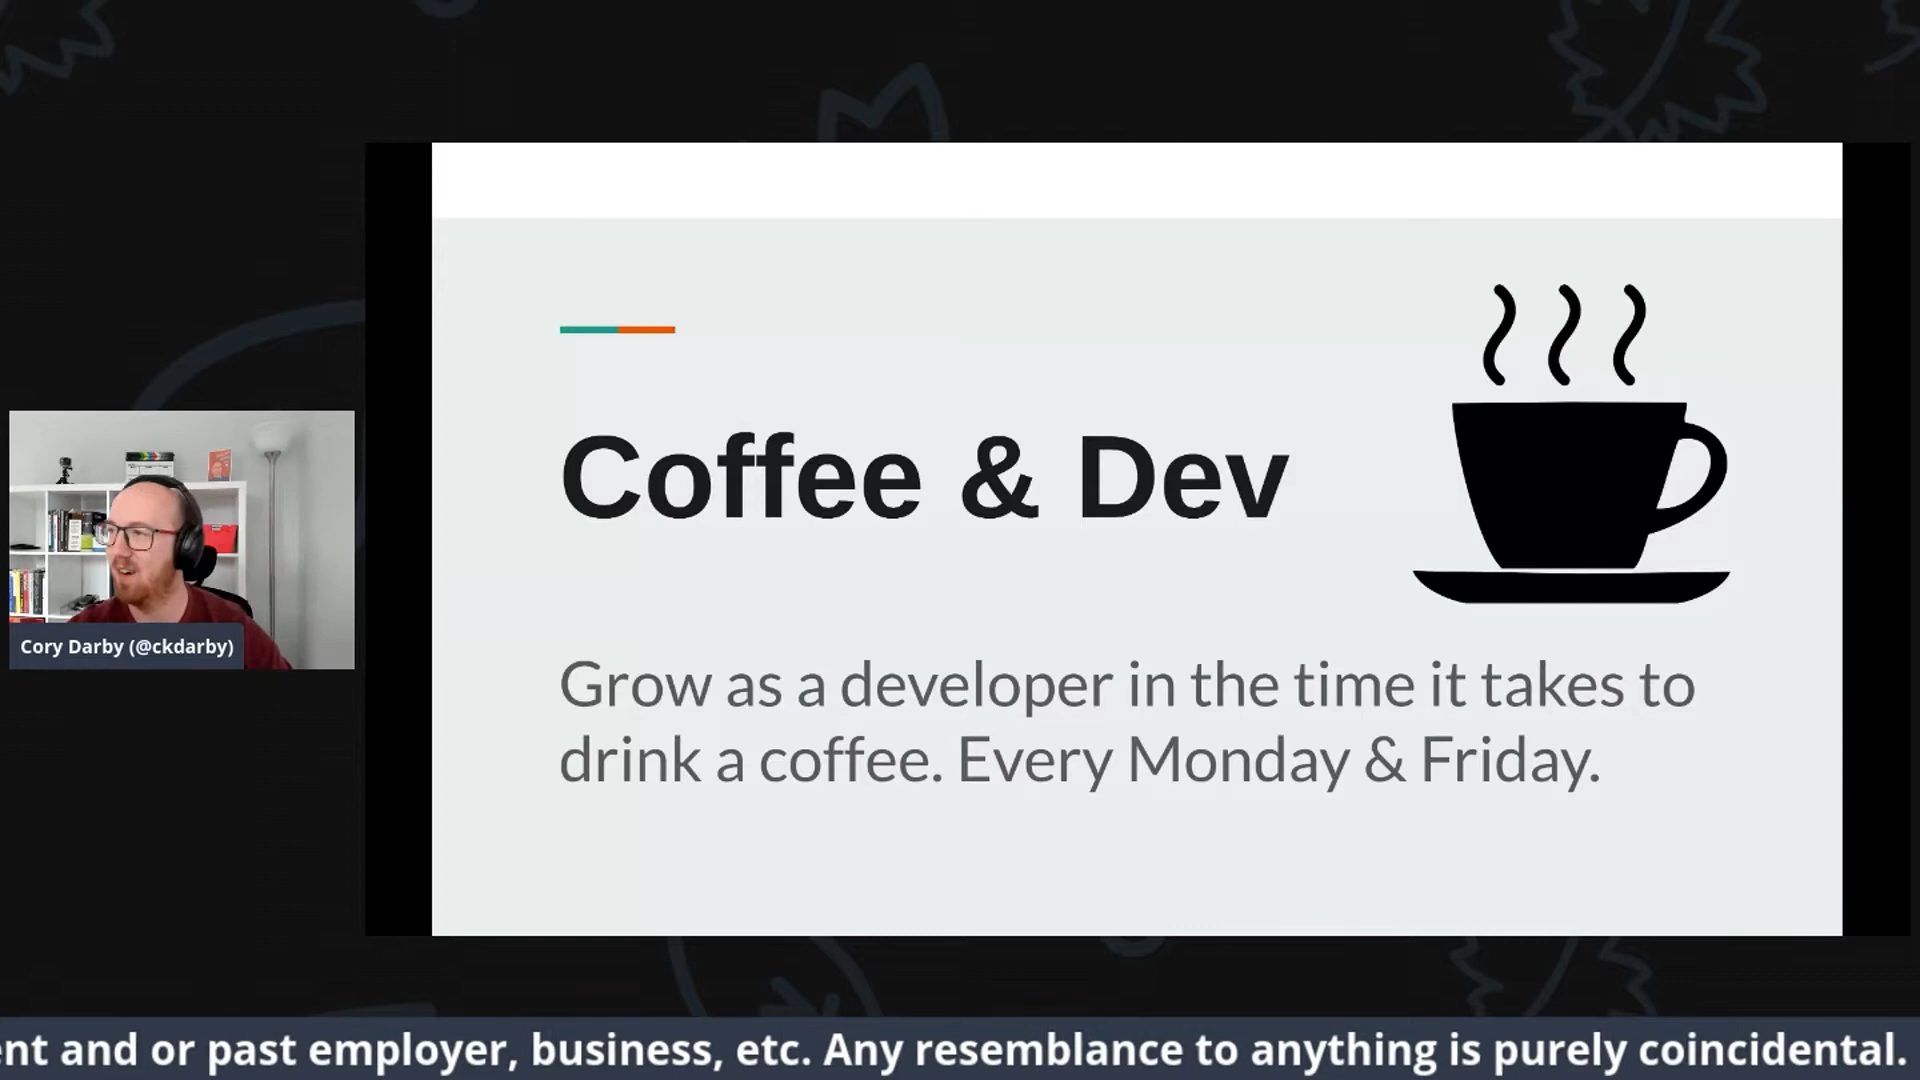 Coffee & Dev
Grow as a developer in the time it takes to
drink a coffee. Every Monday & Friday.
Cory Darby (@ckdarby)
and or past employer, business, etc. Any resemblance to anything is purely coincidental.